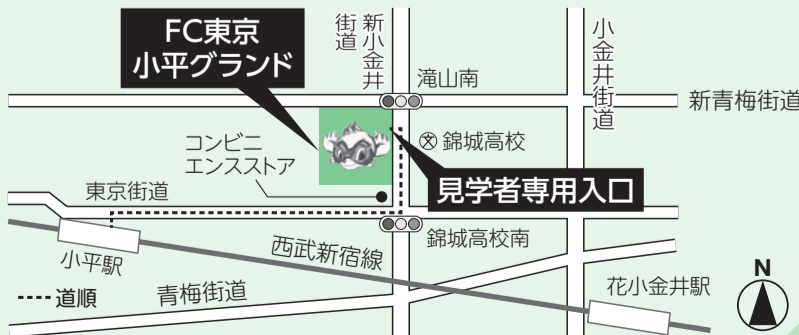 FC東京
小平グランド
新小金井
街道
小金井街道
滝山南
新青梅街道
コンビニ
エンスストア
文 錦城高校
見学者専用入口
東京街道
錦城高校南
小平駅
西武新宿線
花小金井駅
青梅街道
道順
N